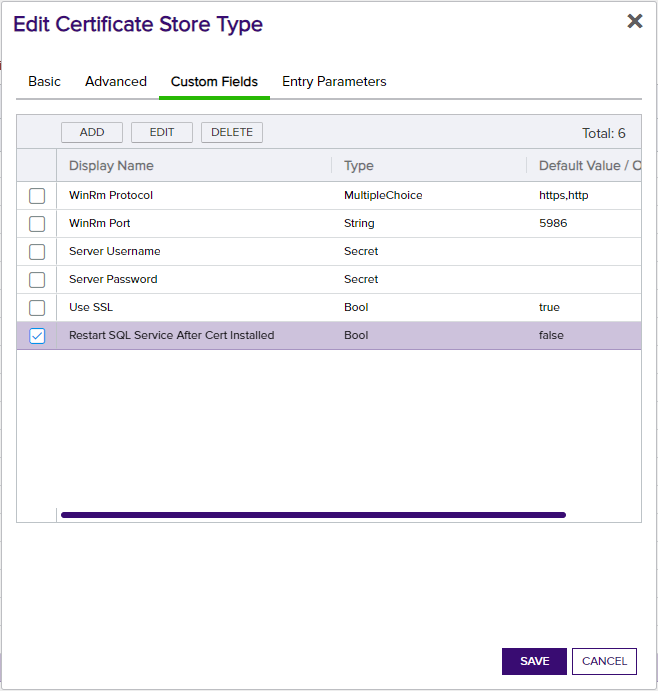 Edit Certificate Store Type
Basic Advanced Custom Fields Entry Parameters
ADD EDIT DELETE Total: 6
Display Name Type Default Value / O
WinRm Protocol MultipleChoice https,http
WinRm Port String 5986
Server Username Secret
Server Password Secret
Use SSL Bool true
Restart SQL Service After Cert Installed Bool false
SAVE CANCEL